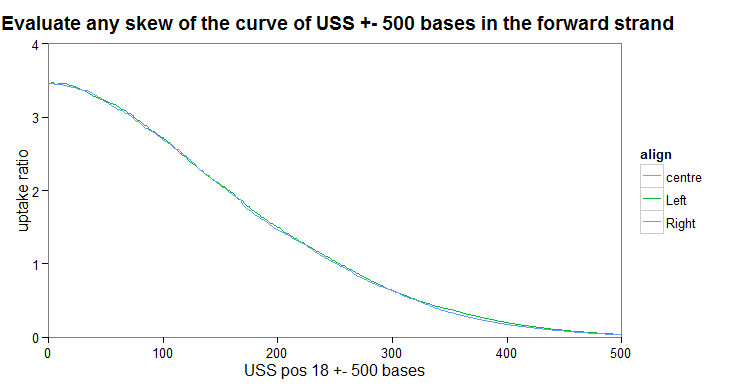 Evaluate any skew of the curve of USS +- 500 bases in the forward strand
4
3
2
1
0
uptake ratio
0 100 200 300 400 500
USS pos 18 +- 500 bases
align
centre
Left
Right